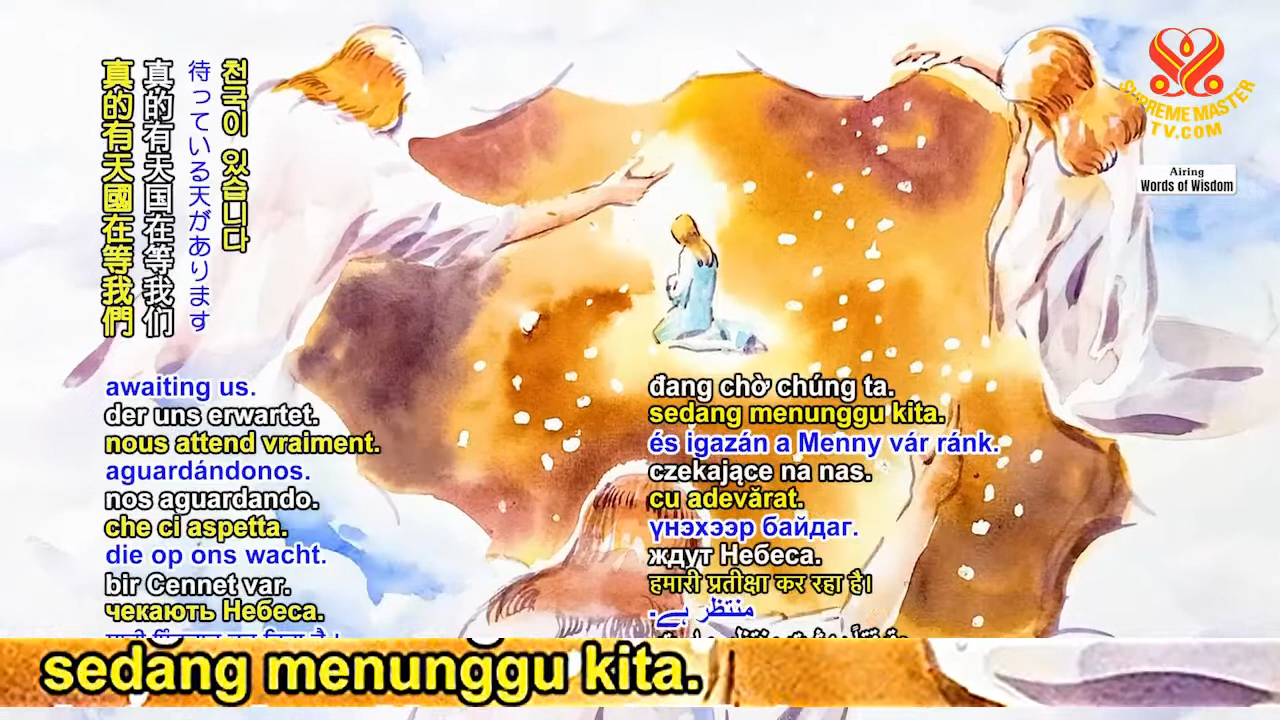 천국이 있습니다
待っている天があります
真的有天国在等我们
真的有天國在等我們
SUPREME MASTER
TV.COM
Airing
Words of Wisdom
awaiting us.
der uns erwartet.
nous attend vraiment.
aguardándonos.
nos aguardando.
che ci aspetta.
die op ons wacht.
bir Cennet var.
чекають Небеса.
đang chờ chúng ta.
sedang menunggu kita.
és igazán a Menny vár ránk.
czekające na nas.
cu adevărat.
үнэхээр байдаг.
ждут Небеса.
हमारी प्रतीक्षा कर रहा है।
منتظر ہے۔
sedang menunggu kita.